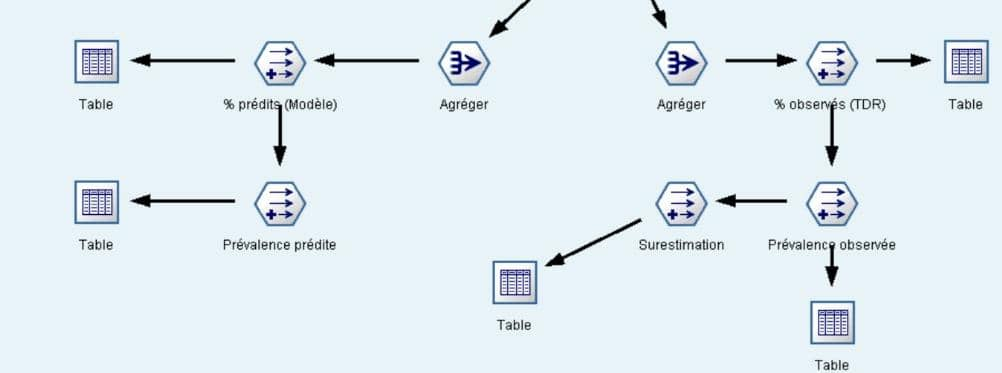 Table
% prédits (Modèle)
Agréger
Agréger
% observés (TDR)
Table
Table
Prévalence prédite
Surestimation
Prévalence observée
Table
Table